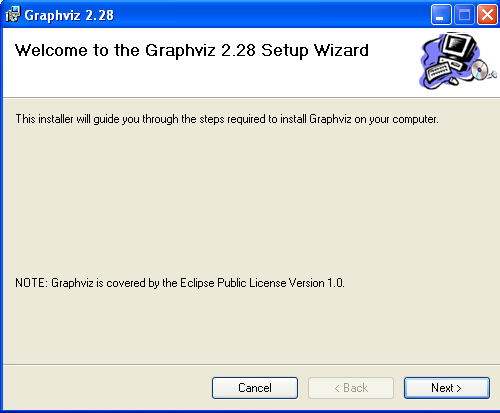 Graphviz 2.28
Welcome to the Graphviz 2.28 Setup Wizard
This installer will guide you through the steps required to install Graphviz on your computer.
NOTE: Graphviz is covered by the Eclipse Public License Version 1.0.
Cancel
< Back
Next >